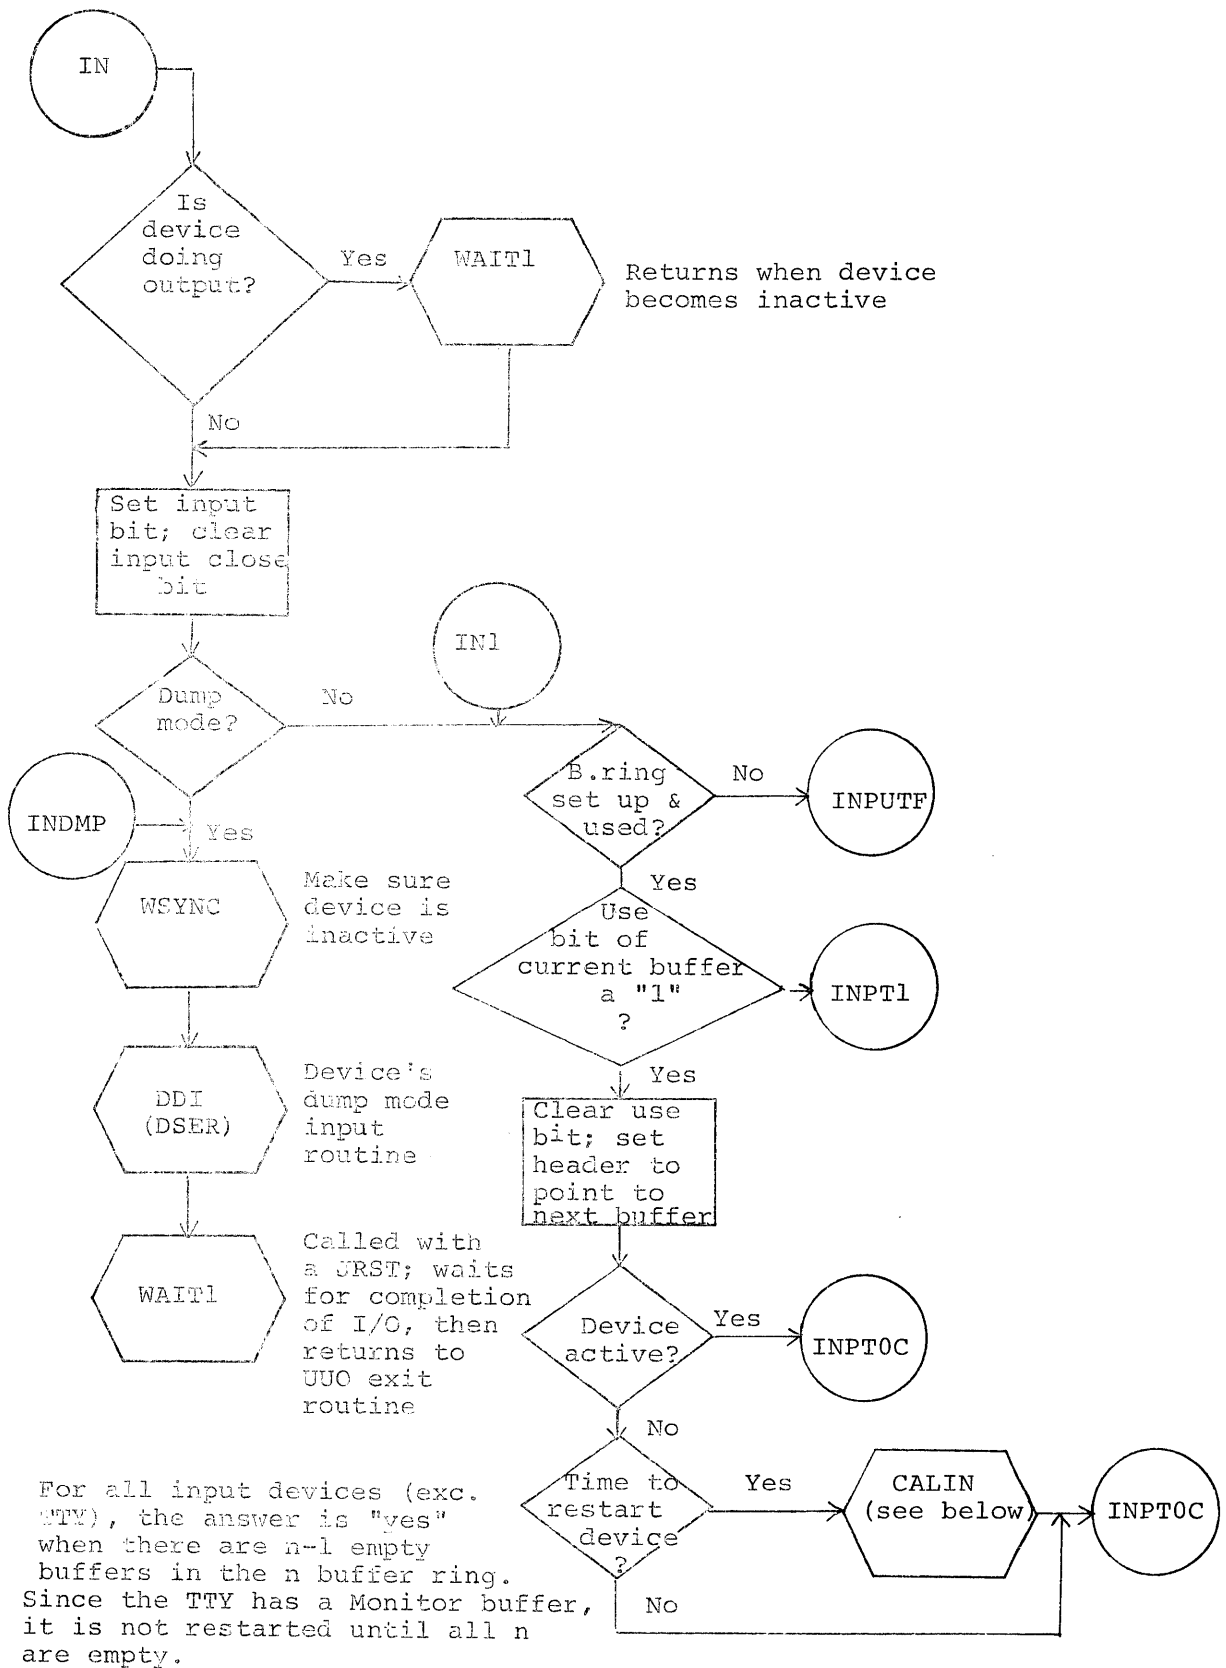 IN
Is
device
doing
output?
Yes
WAIT1
Returns when device
becomes inactive
No
Set input
bit; clear
input close
bit
IN1
Dump
mode?
No
B.ring
set up &
used?
No
INPUTF
INDMP
Yes
Yes
WSYNC
Make sure
device is
inactive
Use
bit of
current buffer
a "1"
?
INPT1
Yes
DDI
(DSER)
Device's
dump mode
input
routine
Clear use
bit; set
header to
point to
next buffer
WAIT1
Called with
a JRST; waits
for completion
of I/O, then
returns to
UUO exit
routine
Device
active?
Yes
INPT0C
No
Time to
restart
device
?
Yes
CALIN
(see below)
INPT0C
No
For all input devices (exc.
TTY), the answer is "yes"
when there are n-1 empty
buffers in the n buffer ring.
Since the TTY has a Monitor buffer,
it is not restarted until all n
are empty.